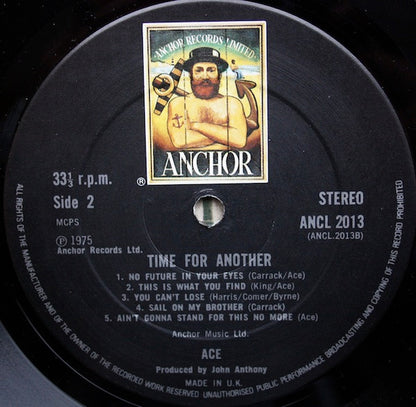 ANCHOR RECORDS LIMITED
ANCHOR
®
33⅓ r.p.m.
Side 2
MCPS
Ⓟ 1975
Anchor Records Ltd.
STEREO
ANCL 2013
(ANCL.2013B)
TIME FOR ANOTHER
1. NO FUTURE IN YOUR EYES (Carrack/Ace)
2. THIS IS WHAT YOU FIND (King/Ace)
3. YOU CAN'T LOSE (Harris/Comer/Byrne)
4. SAIL ON MY BROTHER (Carrack)
5. AIN'T GONNA STAND FOR THIS NO MORE (Ace)
Anchor Music Ltd.
ACE
Produced by John Anthony
MADE IN U.K.
ALL RIGHTS OF THE MANUFACTURER AND OF THE OWNER OF THE RECORDED WORK RESERVED UNAUTHORISED PUBLIC PERFORMANCE BROADCASTING AND COPYING OF THIS RECORD PROHIBITED